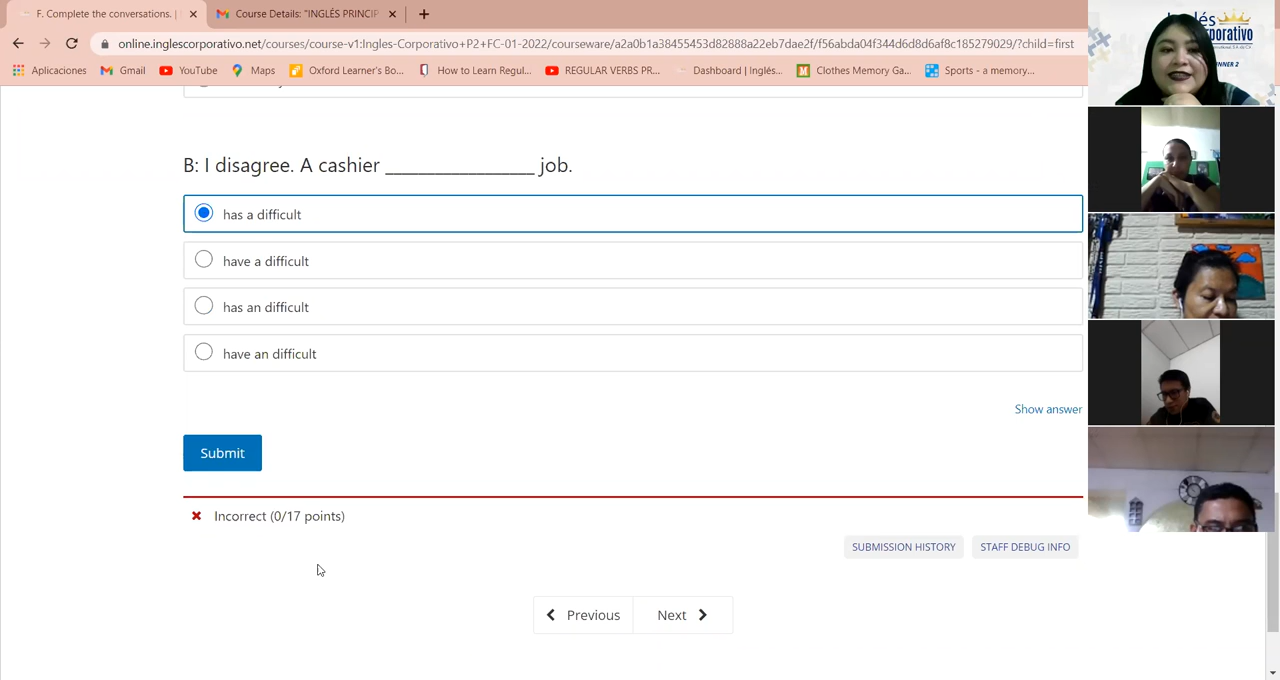 F. Complete the conversations. |
Course Details: "INGLÉS PRINCIP
online.inglescorporativo.net/courses/course-v1:Ingles-Corporativo+P2+FC-01-2022/courseware/a2a0b1a38455453d82888a22eb7dae2f/f56abda04f344d6d8d6af8c185279029/?child=first
Aplicaciones Gmail YouTube Maps Oxford Learner's Bo... How to Learn Regul... REGULAR VERBS PR... Dashboard | Inglés... Clothes Memory Ga... Sports - a memory...
B: I disagree. A cashier _______________ job.
has a difficult
have a difficult
has an difficult
have an difficult
Show answer
Submit
Incorrect (0/17 points)
SUBMISSION HISTORY STAFF DEBUG INFO
Previous Next